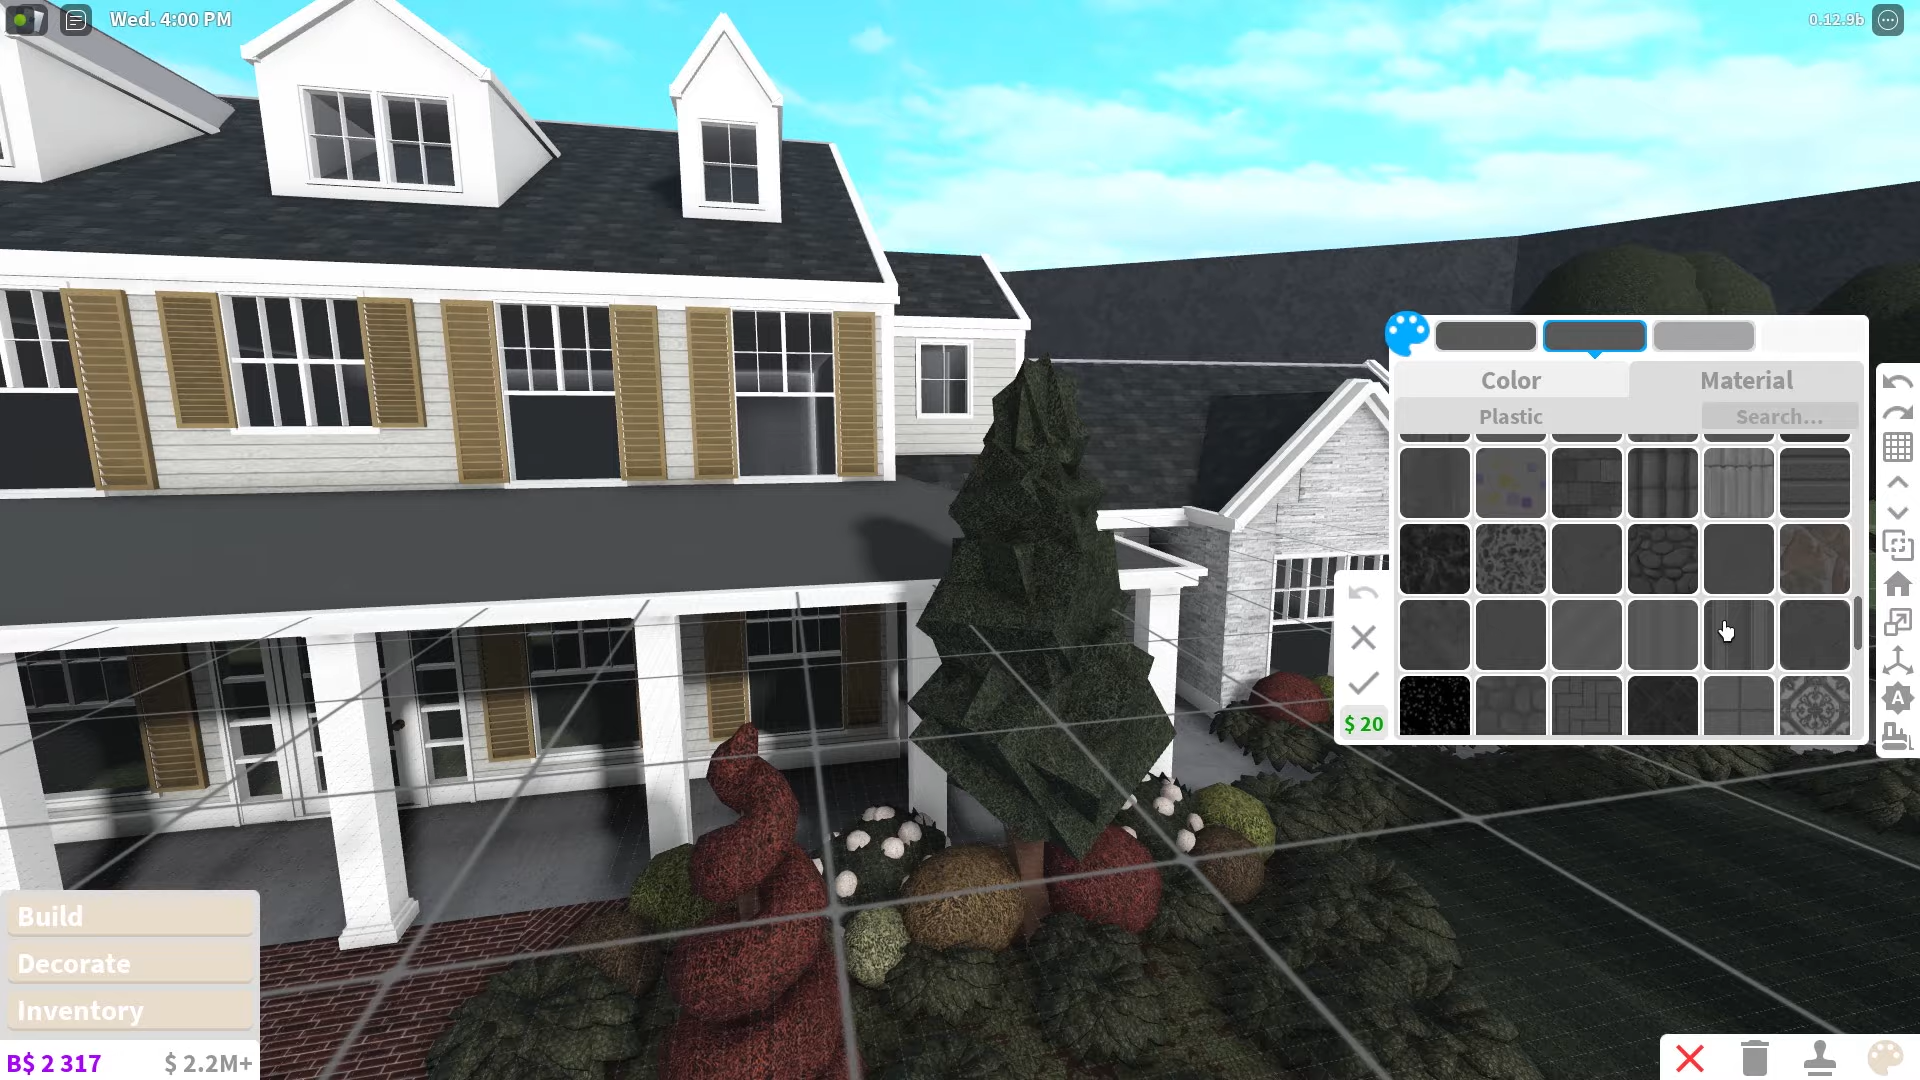 Wed. 4:00 PM
0.12.9b
Color
Material
Plastic
Search...
$ 20
A
Build
Decorate
Inventory
B$ 2 317
$ 2.2M+